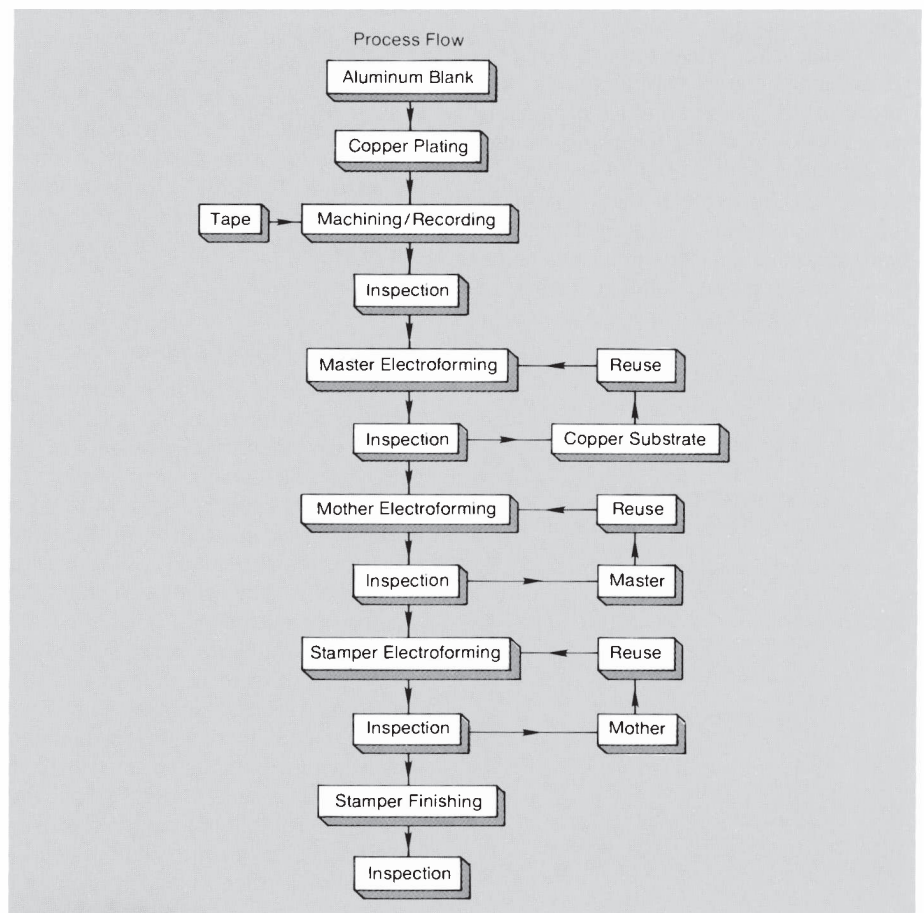 Process Flow
Aluminum Blank
Copper Plating
Tape
Machining/Recording
Inspection
Master Electroforming
Reuse
Inspection
Copper Substrate
Mother Electroforming
Reuse
Inspection
Master
Stamper Electroforming
Reuse
Inspection
Mother
Stamper Finishing
Inspection